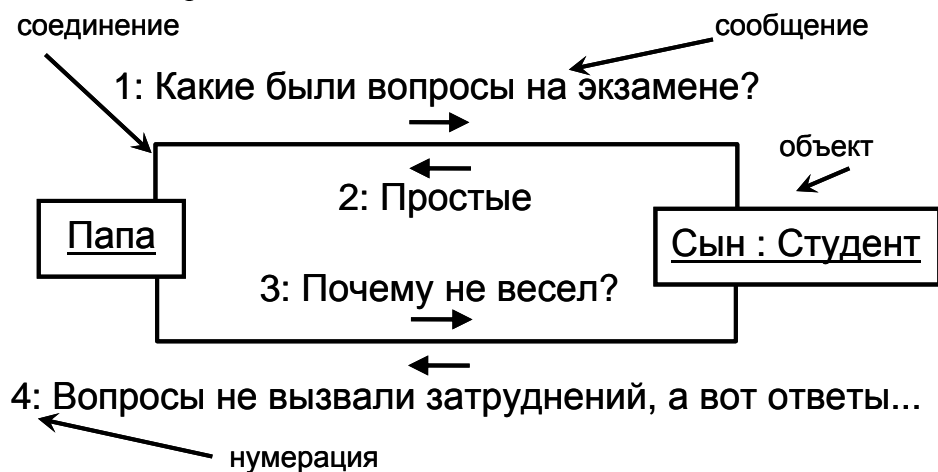 соединение
сообщение
1: Какие были вопросы на экзамене?
объект
2: Простые
Папа
Сын : Студент
3: Почему не весел?
4: Вопросы не вызвали затруднений, а вот ответы...
нумерация